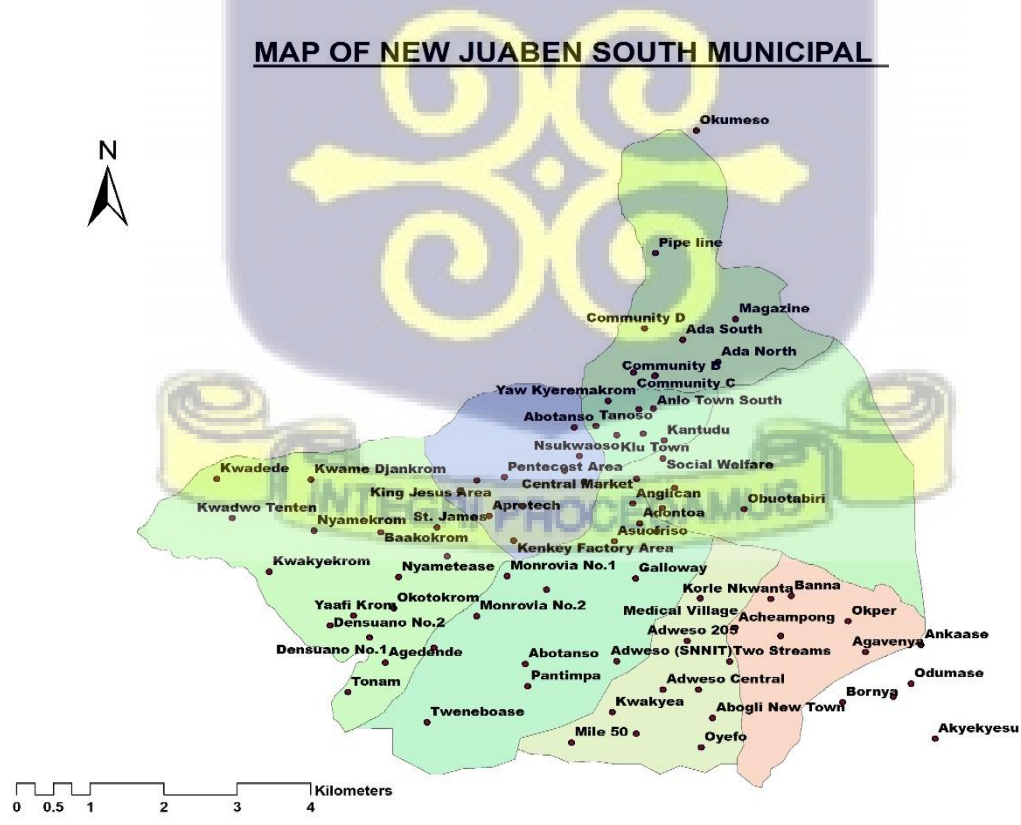 MAP OF NEW JUABEN SOUTH MUNICIPAL
Okumeso
N
Pipe line
Magazine
Community D
Ada South
Ada North
Community B
Community C
Yaw Kyeremakrom
Anlo Town South
Abotanso
Tanoso
Kantudu
Nsukwaoso
Klu Town
Kwadede
Kwame Djankrom
Pentecost Area
Social Welfare
Central Market
King Jesus Area
Anglican
Obuotabiri
INTEGRI PROCEDAMUS
Kwadwo Tenten
Aprotech
Adontoa
Nyamekrom
St. James
Asuofriso
Baakokrom
Kenkey Factory Area
Kwakyekrom
Nyametease
Monrovia No.1
Galloway
Korle Nkwanta
Banna
Yaafi Krom
Okotokrom
Monrovia No.2
Medical Village
Acheampong
Okper
Densuano No.2
Adweso 205
Agavenya
Ankaase
Densuano No.1
Agedende
Abotanso
Adweso (SNNIT)
Two Streams
Tonam
Pantimpa
Adweso Central
Odumase
Kwakyea
Abogli New Town
Bornya
Tweneboase
Mile 50
Oyefo
Akyekyesu
Kilometers
0 0.5 1 2 3 4